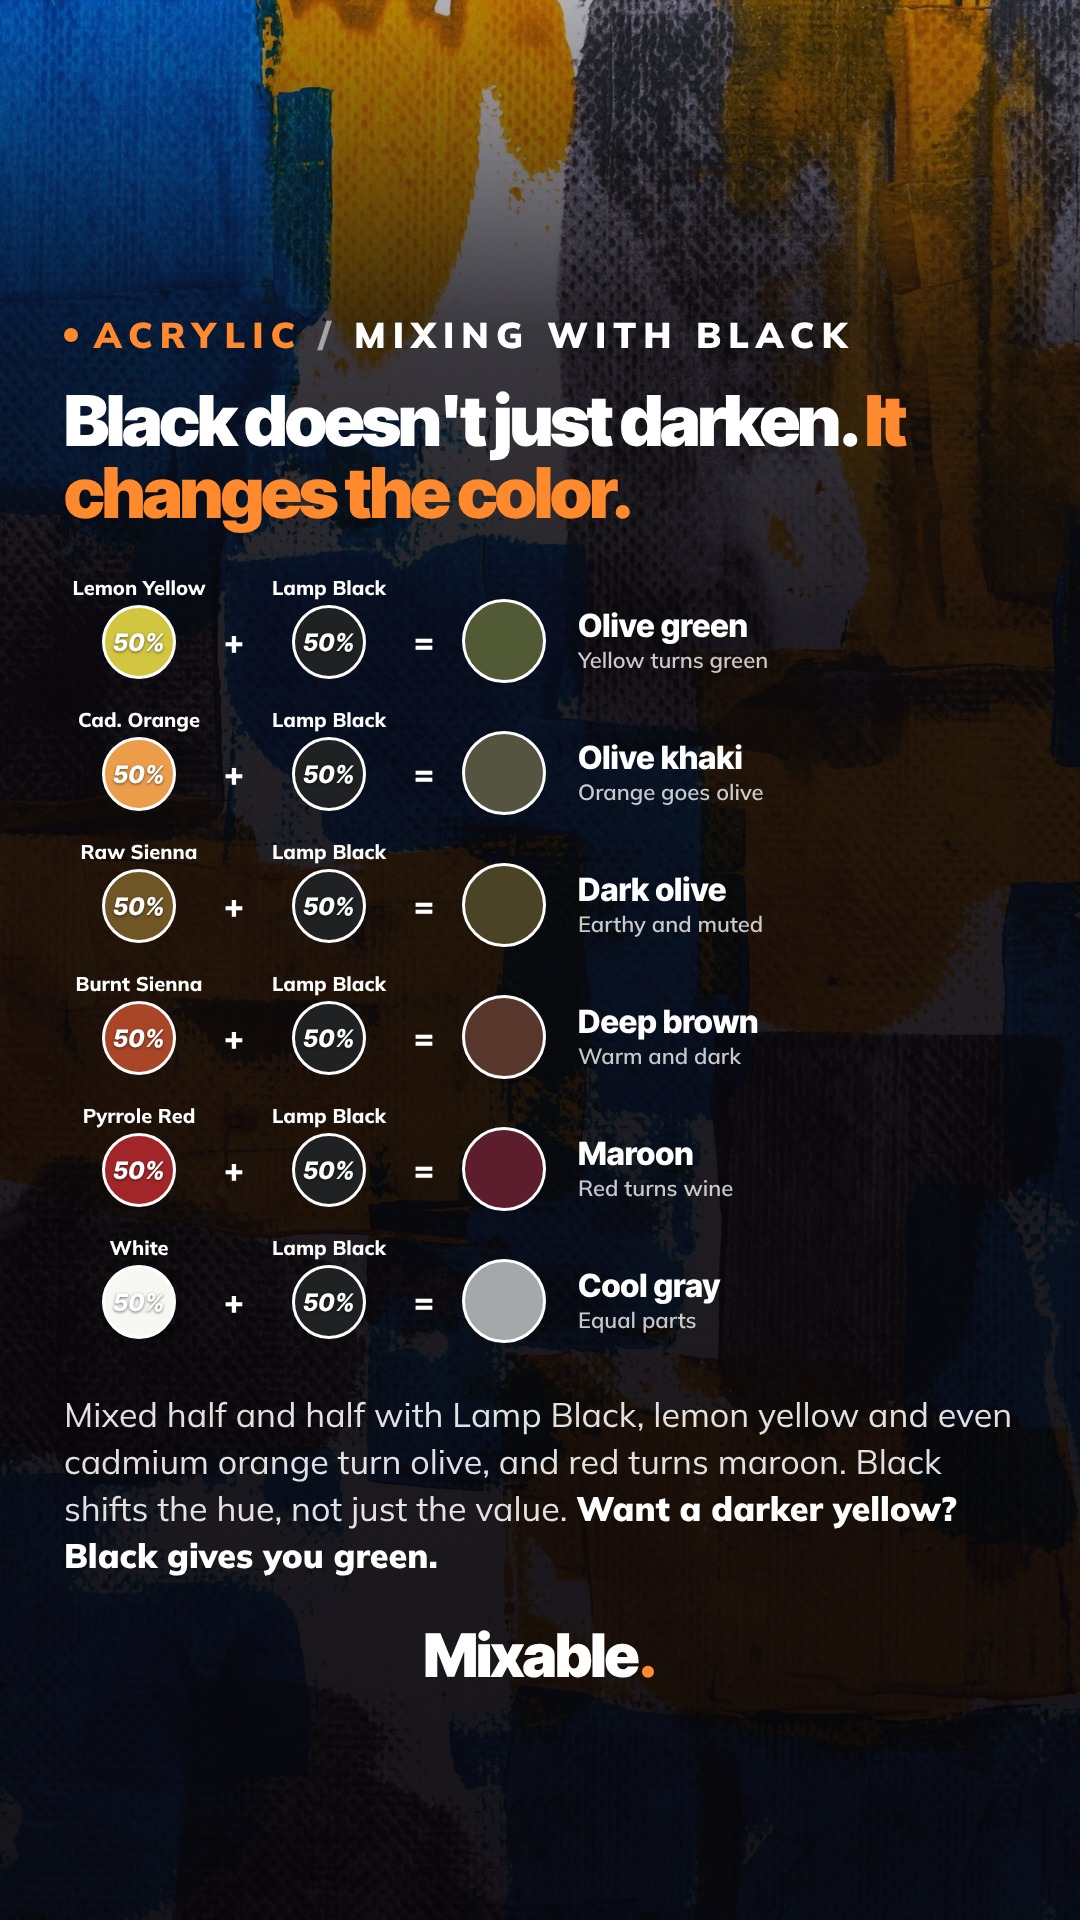 • ACRYLIC / MIXING WITH BLACK
Black doesn't just darken. It
changes the color.
Lemon Yellow Lamp Black
50% + 50% = Olive green
Yellow turns green
Cad. Orange Lamp Black
50% + 50% = Olive khaki
Orange goes olive
Raw Sienna Lamp Black
50% + 50% = Dark olive
Earthy and muted
Burnt Sienna Lamp Black
50% + 50% = Deep brown
Warm and dark
Pyrrole Red Lamp Black
50% + 50% = Maroon
Red turns wine
White Lamp Black
50% + 50% = Cool gray
Equal parts
Mixed half and half with Lamp Black, lemon yellow and even
cadmium orange turn olive, and red turns maroon. Black
shifts the hue, not just the value. Want a darker yellow?
Black gives you green.
Mixable.